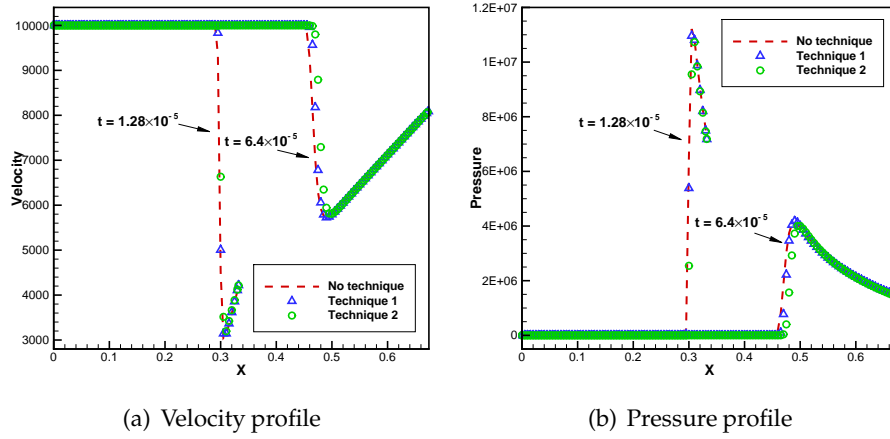 10000
9000
8000
7000
6000
5000
4000
3000
Velocity
0
0.1
0.2
0.3
0.4
0.5
0.6
X
t = 1.28×10⁻⁵
t = 6.4×10⁻⁵
No technique
Technique 1
Technique 2
(a) Velocity profile
1.2E+07
1E+07
8E+06
6E+06
4E+06
2E+06
0
Pressure
0
0.1
0.2
0.3
0.4
0.5
0.6
X
No technique
Technique 1
Technique 2
t = 1.28×10⁻⁵
t = 6.4×10⁻⁵
(b) Pressure profile